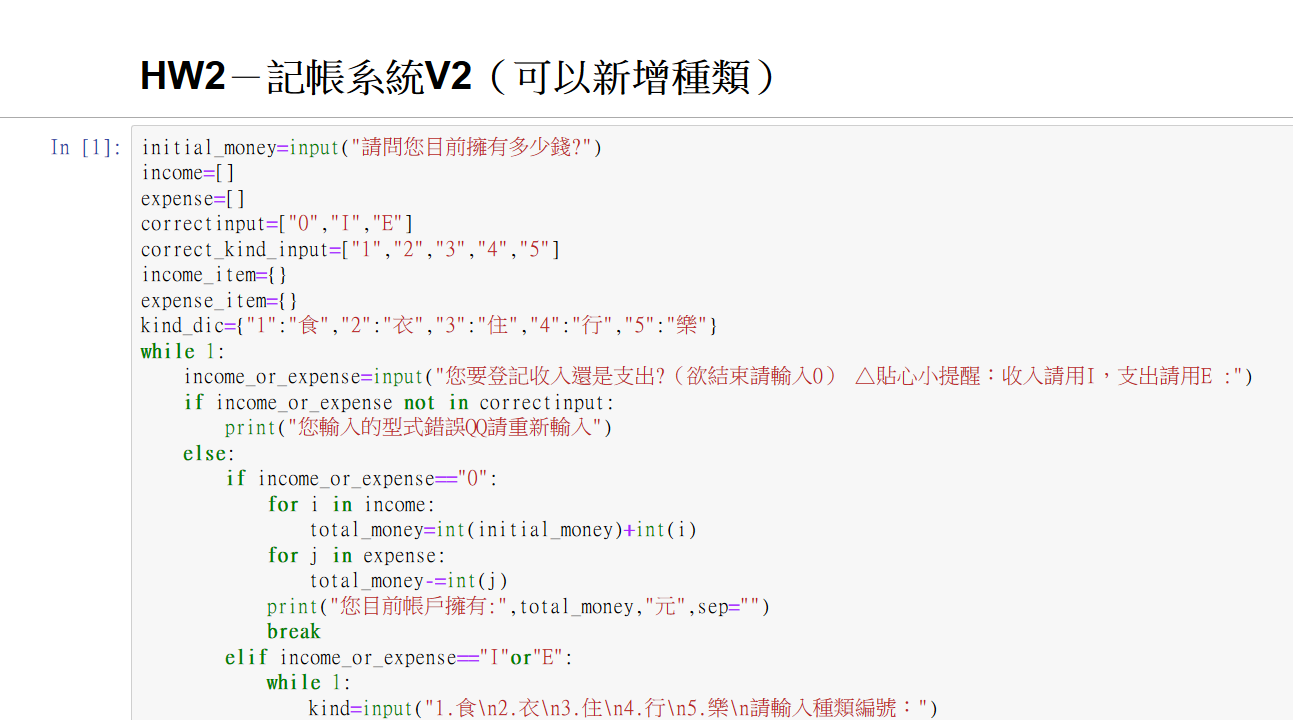 HW2－記帳系統V2（可以新增種類）
In [1]:
initial_money=input("請問您目前擁有多少錢?")
income=[]
expense=[]
correctinput=["0","I","E"]
correct_kind_input=["1","2","3","4","5"]
income_item={}
expense_item={}
kind_dic={"1":"食","2":"衣","3":"住","4":"行","5":"樂"}
while 1:
    income_or_expense=input("您要登記收入還是支出?（欲結束請輸入0） △貼心小提醒：收入請用I，支出請用E :")
    if income_or_expense not in correctinput:
        print("您輸入的型式錯誤QQ請重新輸入")
    else:
        if income_or_expense=="0":
            for i in income:
                total_money=int(initial_money)+int(i)
            for j in expense:
                total_money-=int(j)
            print("您目前帳戶擁有:",total_money,"元",sep="")
            break
        elif income_or_expense=="I"or"E":
            while 1:
                kind=input("1.食\n2.衣\n3.住\n4.行\n5.樂\n請輸入種類編號：")